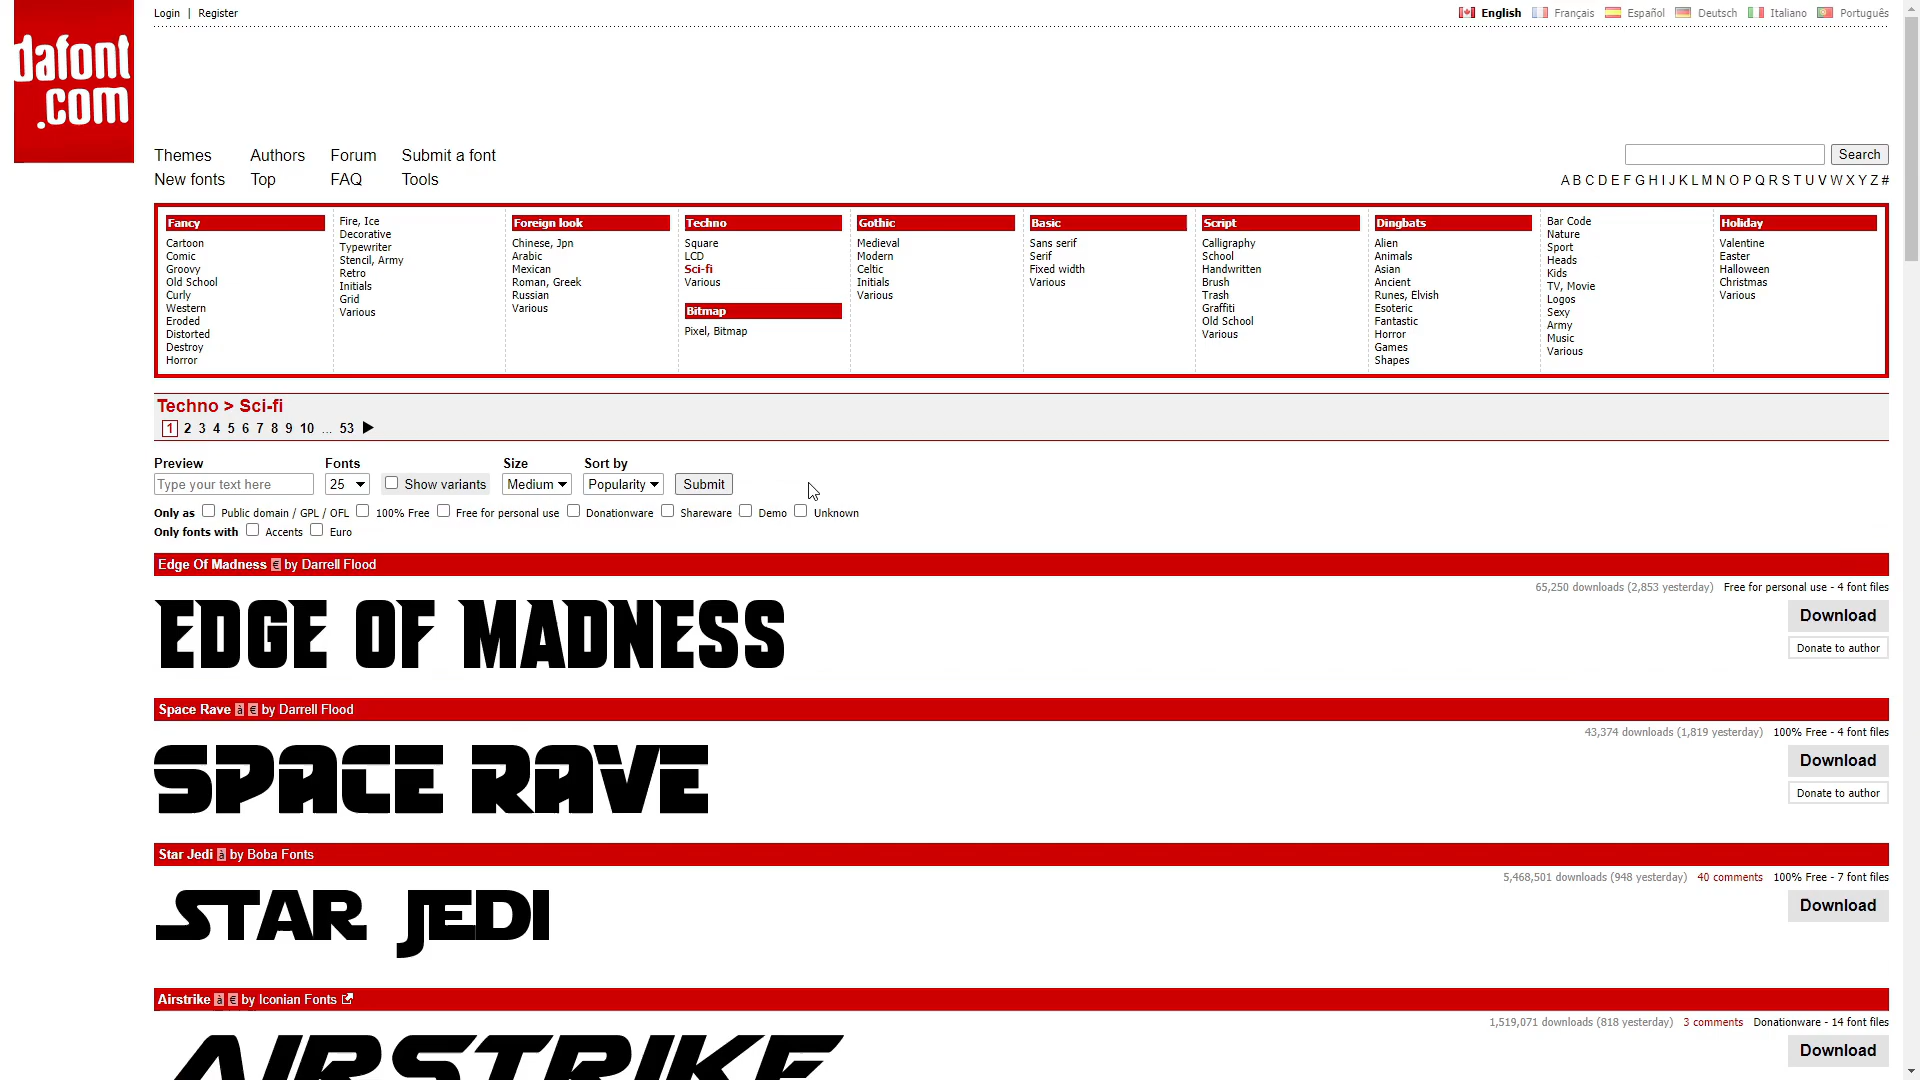 Login | Register
English Français Español Deutsch Italiano Português
dafont
.com
Themes Authors Forum Submit a font
New fonts Top FAQ Tools
Search
A B C D E F G H I J K L M N O P Q R S T U V W X Y Z #
Fancy
Cartoon
Comic
Groovy
Old School
Curly
Western
Eroded
Distorted
Destroy
Horror
Fire, Ice
Decorative
Typewriter
Stencil, Army
Retro
Initials
Grid
Various
Foreign look
Chinese, Jpn
Arabic
Mexican
Roman, Greek
Russian
Various
Techno
Square
LCD
Sci-fi
Various
Bitmap
Pixel, Bitmap
Gothic
Medieval
Modern
Celtic
Initials
Various
Basic
Sans serif
Serif
Fixed width
Various
Script
Calligraphy
School
Handwritten
Brush
Trash
Graffiti
Old School
Various
Dingbats
Alien
Animals
Asian
Ancient
Runes, Elvish
Esoteric
Fantastic
Horror
Games
Shapes
Bar Code
Nature
Sport
Heads
Kids
TV, Movie
Logos
Sexy
Army
Music
Various
Holiday
Valentine
Easter
Halloween
Christmas
Various
Techno > Sci-fi
1 2 3 4 5 6 7 8 9 10 ... 53
Preview Fonts Size Sort by
Type your text here 25 Show variants Medium Popularity Submit
Only as Public domain / GPL / OFL 100% Free Free for personal use Donationware Shareware Demo Unknown
Only fonts with Accents Euro
Edge Of Madness € by Darrell Flood
65,250 downloads (2,853 yesterday) Free for personal use - 4 font files
EDGE OF MADNESS
Download
Donate to author
Space Rave à € by Darrell Flood
43,374 downloads (1,819 yesterday) 100% Free - 4 font files
SPACE RAVE
Download
Donate to author
Star Jedi à by Boba Fonts
5,468,501 downloads (948 yesterday) 40 comments 100% Free - 7 font files
STAR JEDI
Download
Airstrike à € by Iconian Fonts
1,519,071 downloads (818 yesterday) 3 comments Donationware - 14 font files
AIRSTRIKE
Download